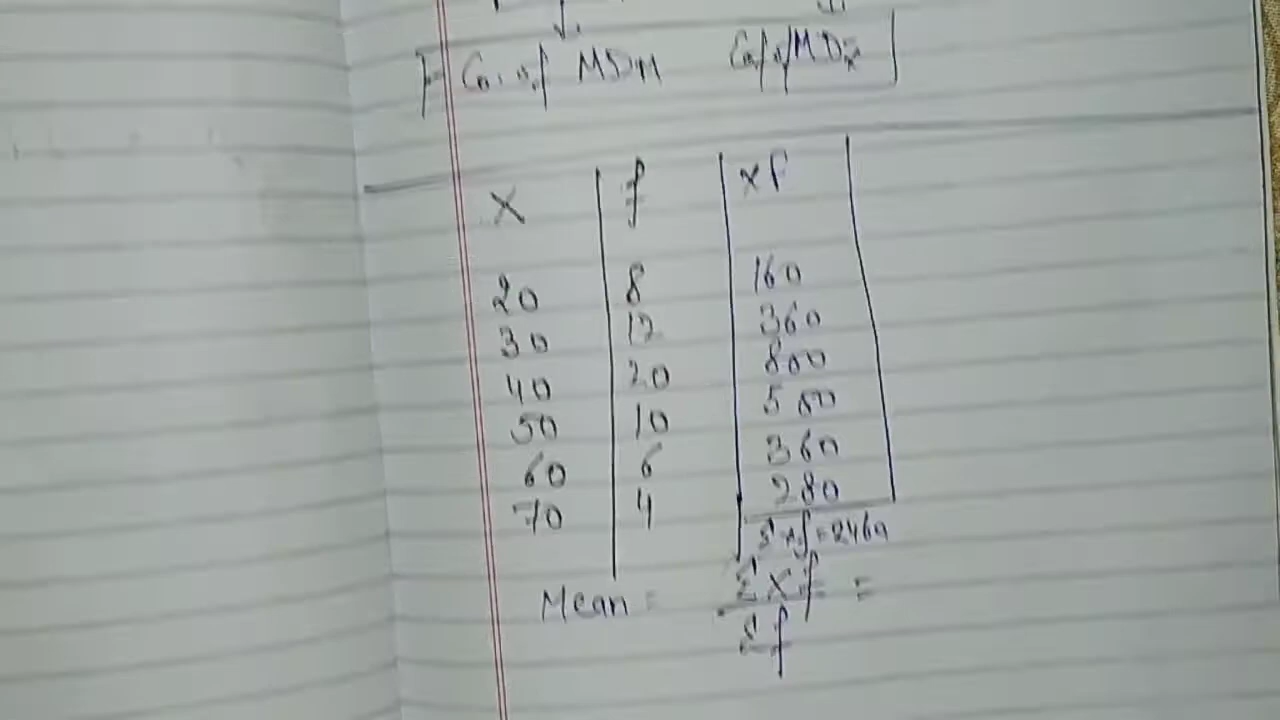 Co. of MDM Co. of MDx̄
X f xf
20 8 160
30 12 360
40 20 800
50 10 500
60 6 360
70 4 280
Σxf=2460
Mean = Σxf =
Σf